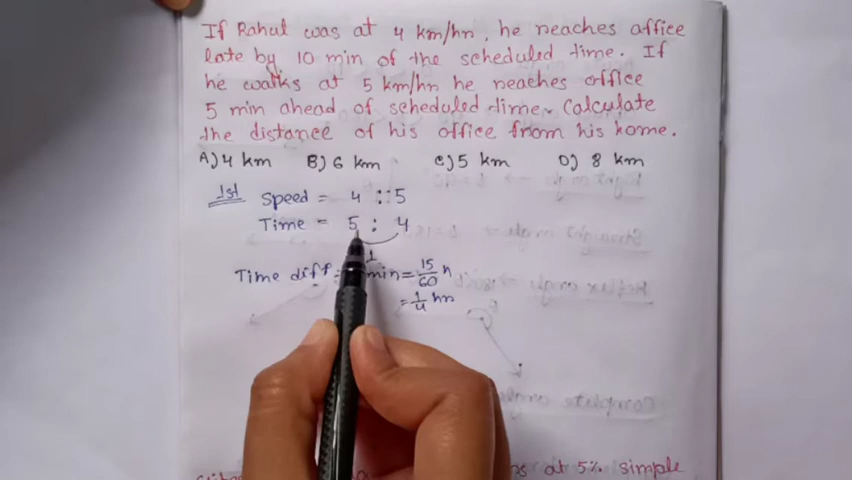 If Rahul was at 4 km/hr, he reaches office
late by 10 min of the scheduled time. If
he walks at 5 km/hr he reaches office
5 min ahead of scheduled time. Calculate
the distance of his office from his home.
A) 4 km B) 6 km C) 5 km D) 8 km
1st Speed = 4 :: 5
Time = 5 : 4
1
Time diff = min = 15/60 h
= 1/4 hr
at 5% simple